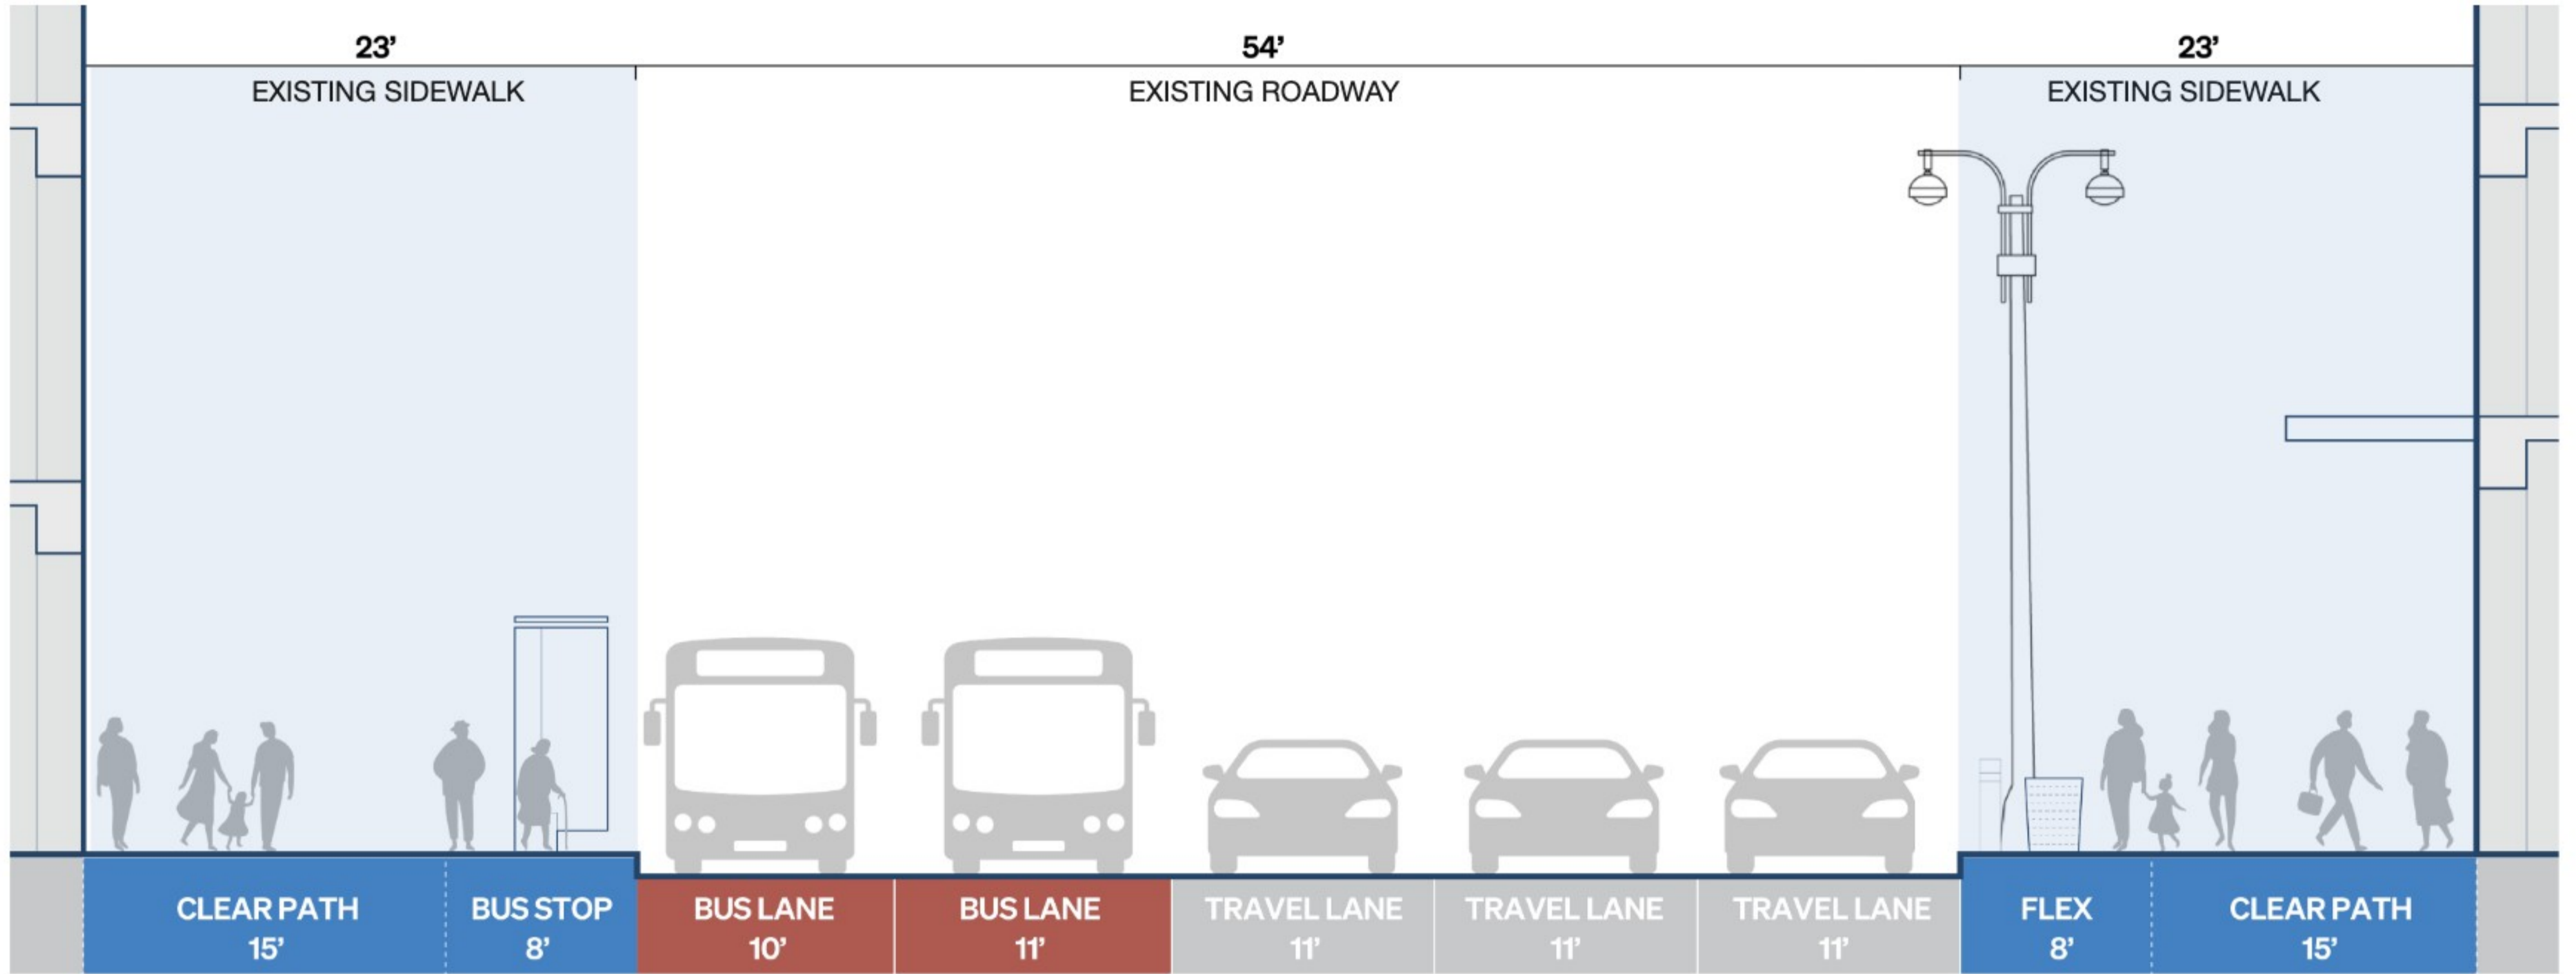 23’
EXISTING SIDEWALK
54’
EXISTING ROADWAY
23’
EXISTING SIDEWALK
CLEAR PATH
15’
BUS STOP
8’
BUS LANE
10’
BUS LANE
11’
TRAVEL LANE
11’
TRAVEL LANE
11’
TRAVEL LANE
11’
FLEX
8’
CLEAR PATH
15’